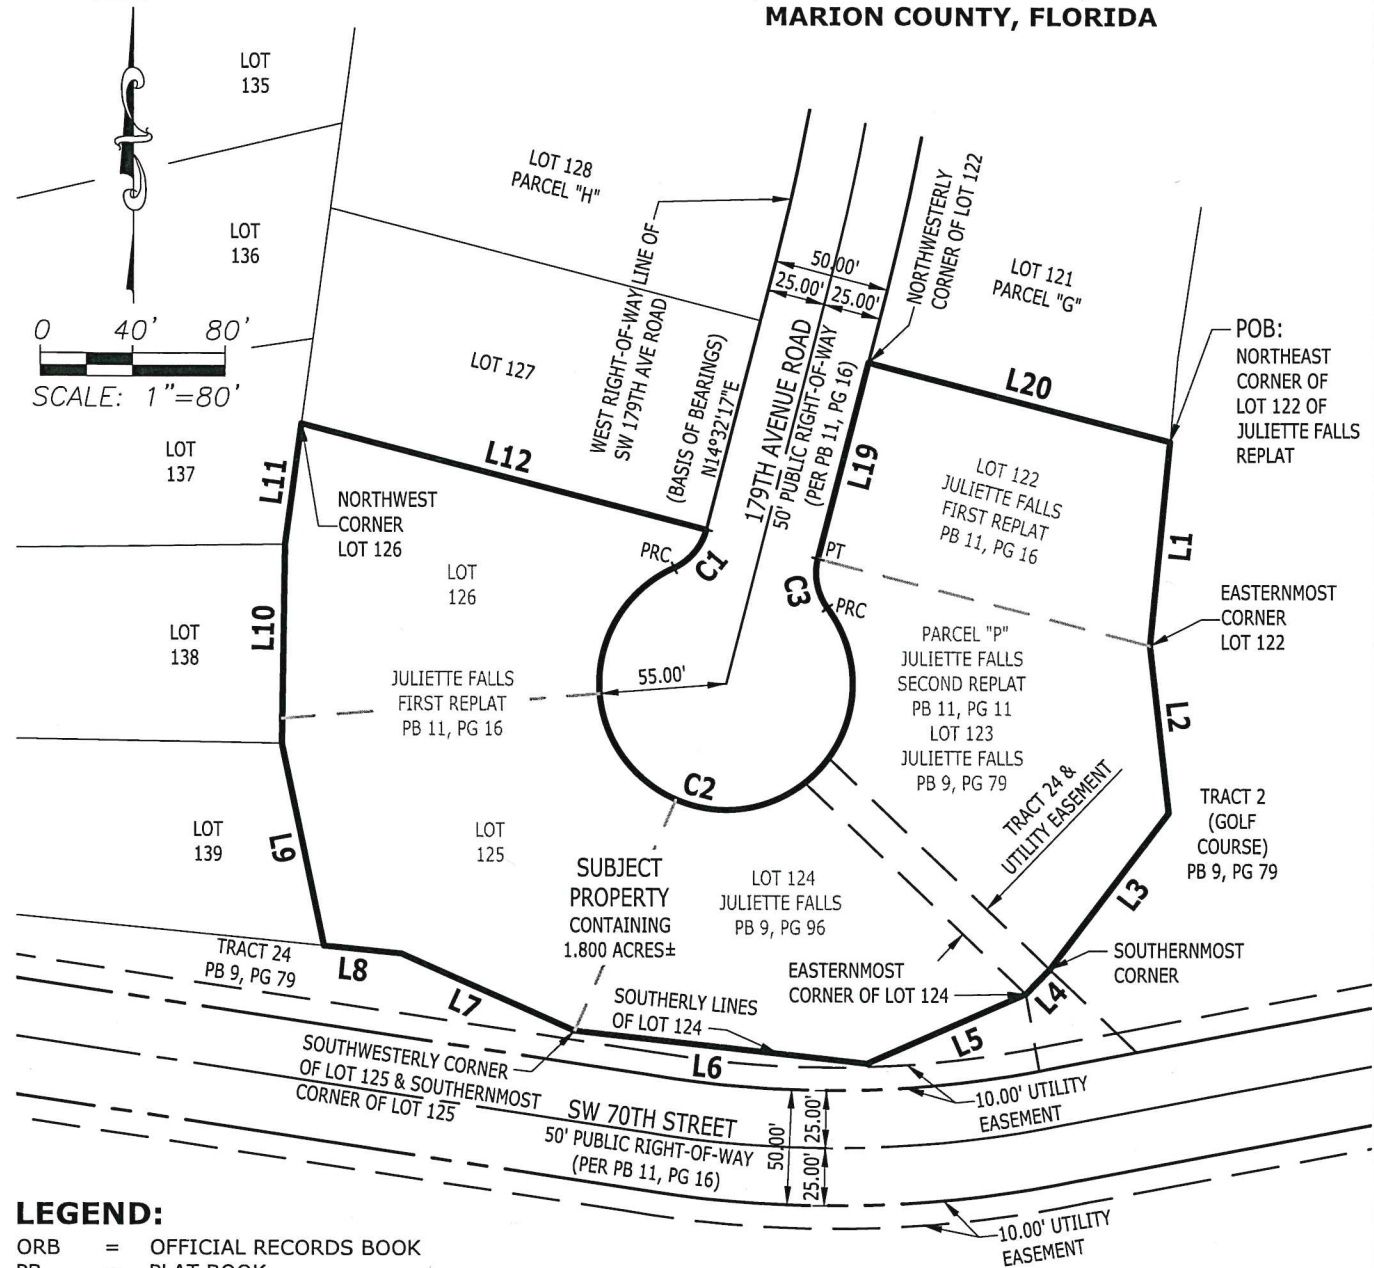 MARION COUNTY, FLORIDA
LOT
135
LOT
136
0 40' 80'
SCALE: 1"=80'
LOT 128
PARCEL "H"
WEST RIGHT-OF-WAY LINE OF
SW 179TH AVE ROAD
(BASIS OF BEARINGS)
N14°32'17"E
50.00'
25.00'
25.00'
NORTHWESTERLY
CORNER OF LOT 122
LOT 121
PARCEL "G"
POB:
NORTHEAST
CORNER OF
LOT 122 OF
JULIETTE FALLS
REPLAT
LOT 127
179TH AVENUE ROAD
50' PUBLIC RIGHT-OF-WAY
(PER PB 11, PG 16)
L20
L19
LOT
137
L11
L12
NORTHWEST
CORNER
LOT 126
LOT 122
JULIETTE FALLS
FIRST REPLAT
PB 11, PG 16
L1
PRC
C1
PT
C3
PRC
LOT
126
L10
LOT
138
EASTERNMOST
CORNER
LOT 122
PARCEL "P"
JULIETTE FALLS
SECOND REPLAT
PB 11, PG 11
LOT 123
JULIETTE FALLS
PB 9, PG 79
JULIETTE FALLS
FIRST REPLAT
PB 11, PG 16
55.00'
L2
C2
TRACT 24 &
UTILITY EASEMENT
TRACT 2
(GOLF
COURSE)
PB 9, PG 79
LOT
139
L9
LOT
125
SUBJECT
PROPERTY
CONTAINING
1.800 ACRES±
LOT 124
JULIETTE FALLS
PB 9, PG 96
L3
TRACT 24
PB 9, PG 79
L8
L7
EASTERNMOST
CORNER OF LOT 124
SOUTHERNMOST
CORNER
L4
SOUTHERLY LINES
OF LOT 124
L5
L6
SOUTHWESTERLY CORNER
OF LOT 125 & SOUTHERNMOST
CORNER OF LOT 125
10.00' UTILITY
EASEMENT
SW 70TH STREET
50' PUBLIC RIGHT-OF-WAY
(PER PB 11, PG 16)
50.00'
25.00'
25.00'
10.00' UTILITY
EASEMENT
LEGEND:
ORB = OFFICIAL RECORDS BOOK
PB = PLAT BOOK